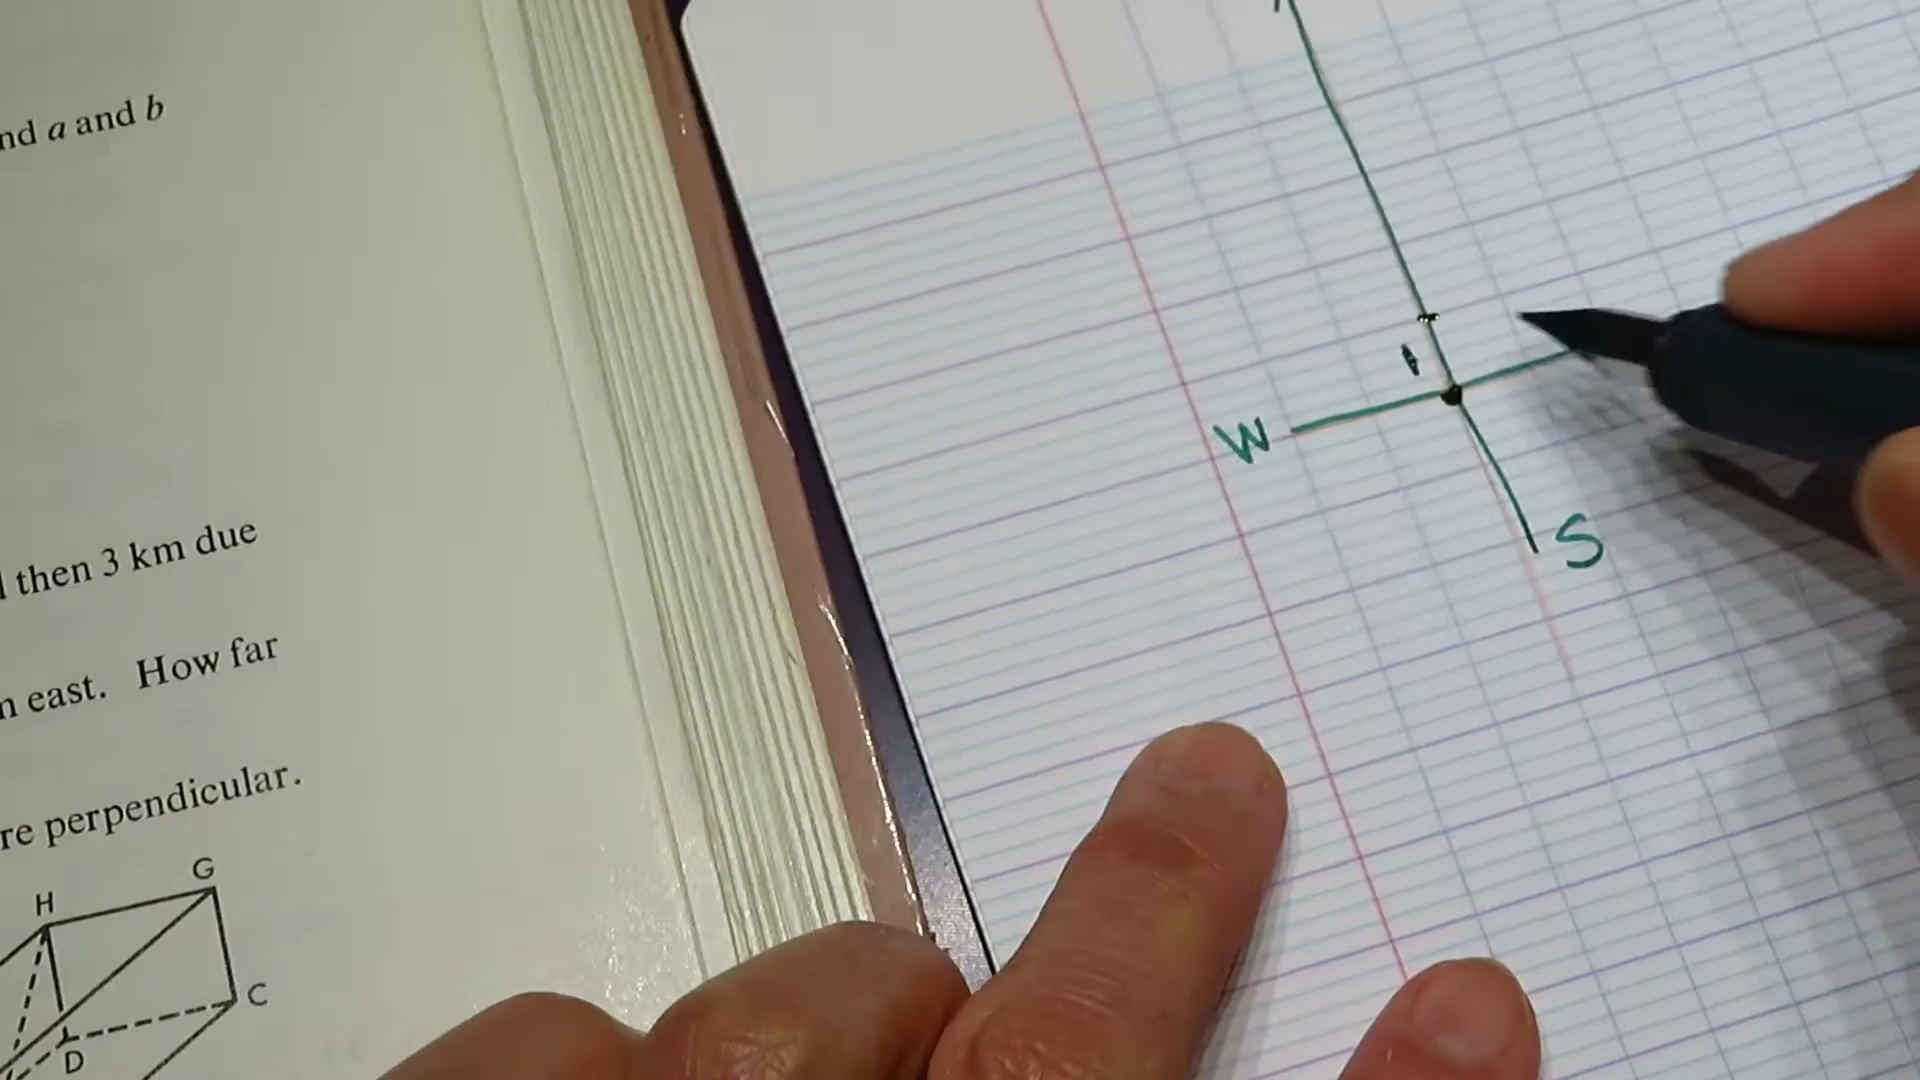 nd a and b
then 3 km due
east. How far
re perpendicular.
G
H
C
D
W
S